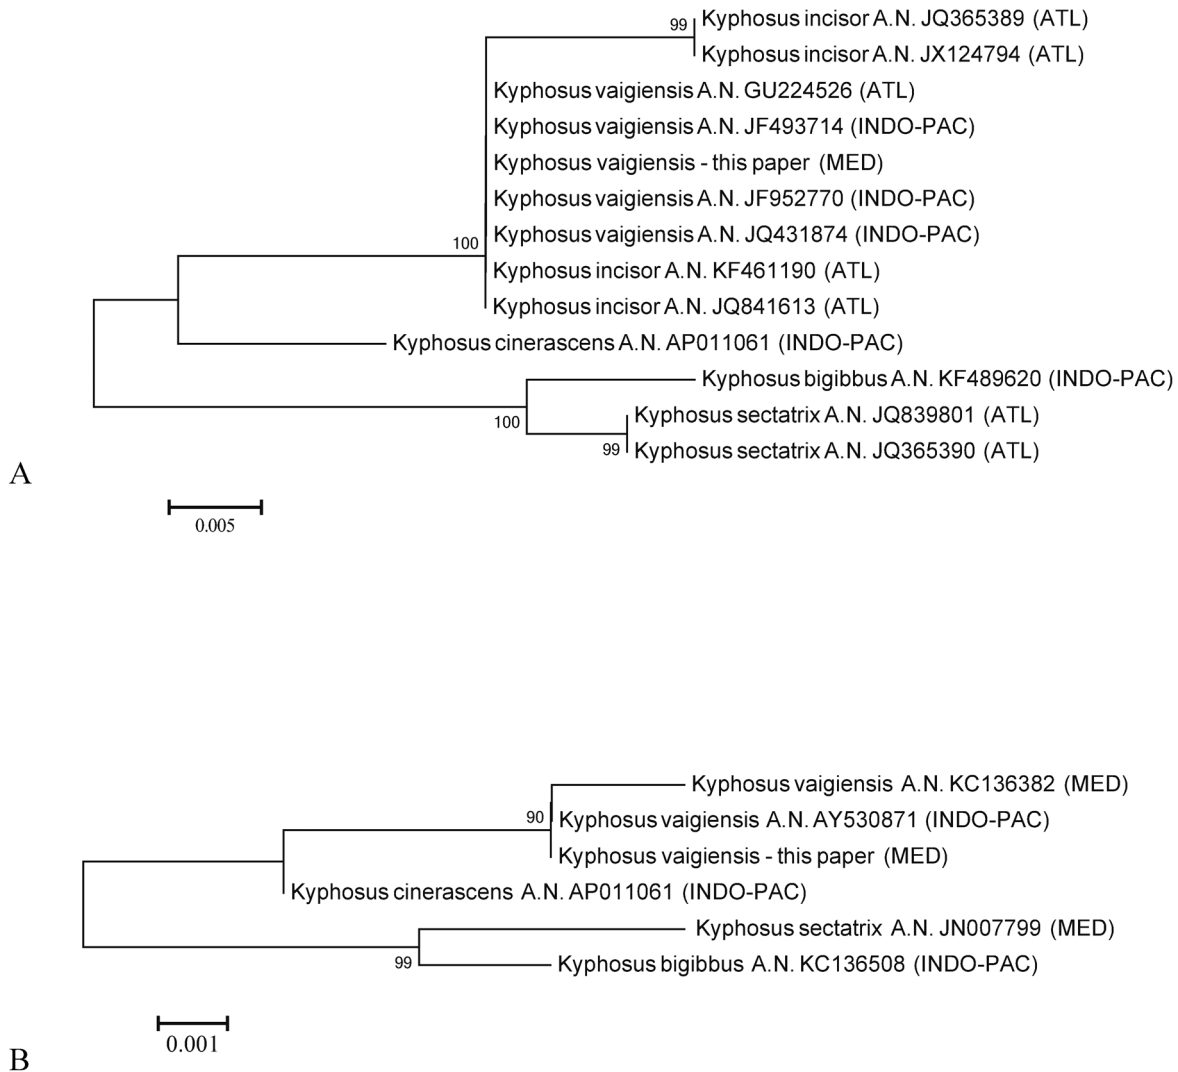 99
Kyphosus incisor A.N. JQ365389 (ATL)
Kyphosus incisor A.N. JX124794 (ATL)
Kyphosus vaigiensis A.N. GU224526 (ATL)
Kyphosus vaigiensis A.N. JF493714 (INDO-PAC)
Kyphosus vaigiensis - this paper (MED)
Kyphosus vaigiensis A.N. JF952770 (INDO-PAC)
100
Kyphosus vaigiensis A.N. JQ431874 (INDO-PAC)
Kyphosus incisor A.N. KF461190 (ATL)
Kyphosus incisor A.N. JQ841613 (ATL)
Kyphosus cinerascens A.N. AP011061 (INDO-PAC)
Kyphosus bigibbus A.N. KF489620 (INDO-PAC)
100
Kyphosus sectatrix A.N. JQ839801 (ATL)
99
Kyphosus sectatrix A.N. JQ365390 (ATL)
A
0.005
Kyphosus vaigiensis A.N. KC136382 (MED)
90
Kyphosus vaigiensis A.N. AY530871 (INDO-PAC)
Kyphosus vaigiensis - this paper (MED)
Kyphosus cinerascens A.N. AP011061 (INDO-PAC)
Kyphosus sectatrix A.N. JN007799 (MED)
99
Kyphosus bigibbus A.N. KC136508 (INDO-PAC)
0.001
B